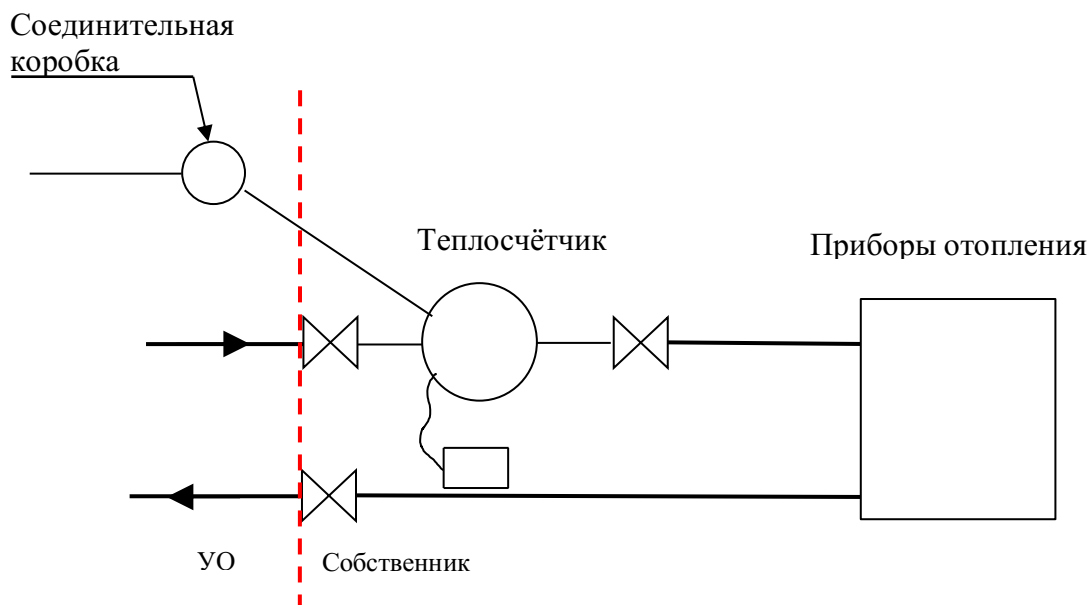 Соединительная
коробка
Теплосчётчик
Приборы отопления
УО
Собственник